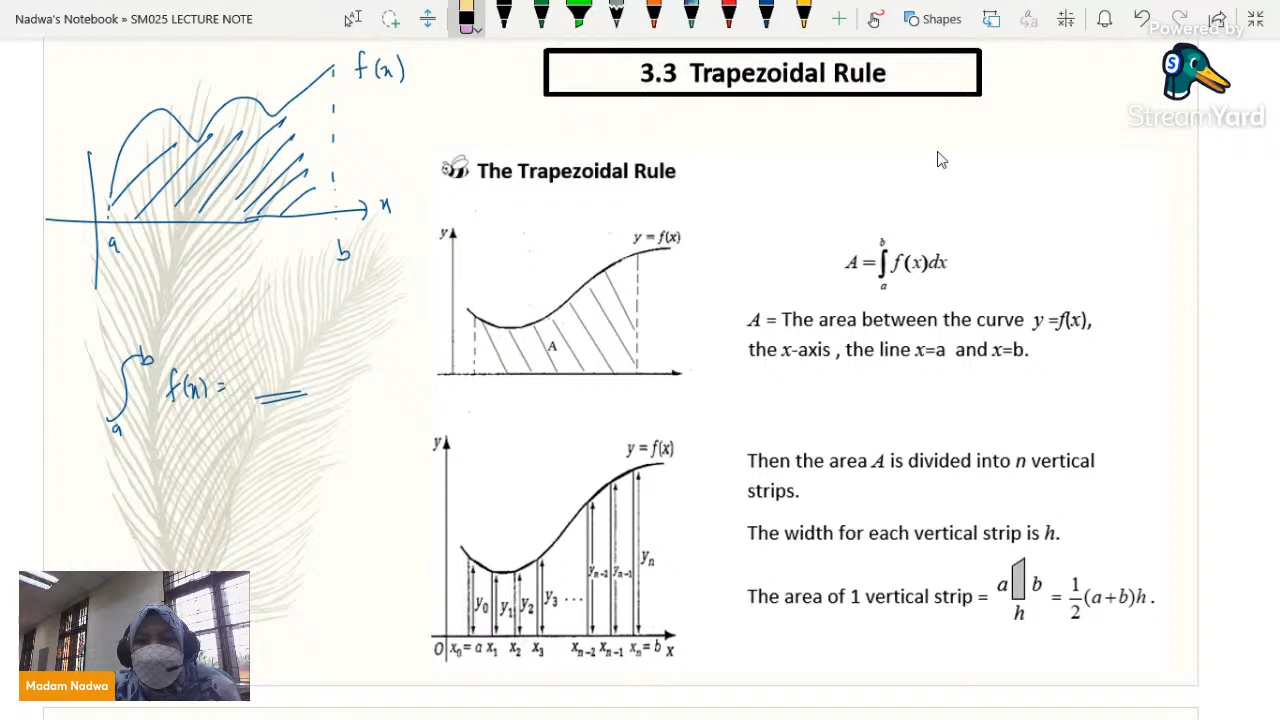 Nadwa's Notebook » SM025 LECTURE NOTE
Shapes
Powered by
StreamYard
3.3 Trapezoidal Rule
f(x)
x
a
b
∫_a^b f(x) =
The Trapezoidal Rule
y
y = f(x)
A
A = ∫_a^b f(x)dx
A = The area between the curve y =f(x),
the x-axis , the line x=a and x=b.
y
y = f(x)
y₀ y₁ y₂ y₃ ... yₙ₋₂ yₙ₋₁ yₙ
O x₀ = a x₁ x₂ x₃ xₙ₋₂ xₙ₋₁ xₙ = b x
Then the area A is divided into n vertical
strips.
The width for each vertical strip is h.
The area of 1 vertical strip = a b h = 1/2 (a+b)h .
Madam Nadwa